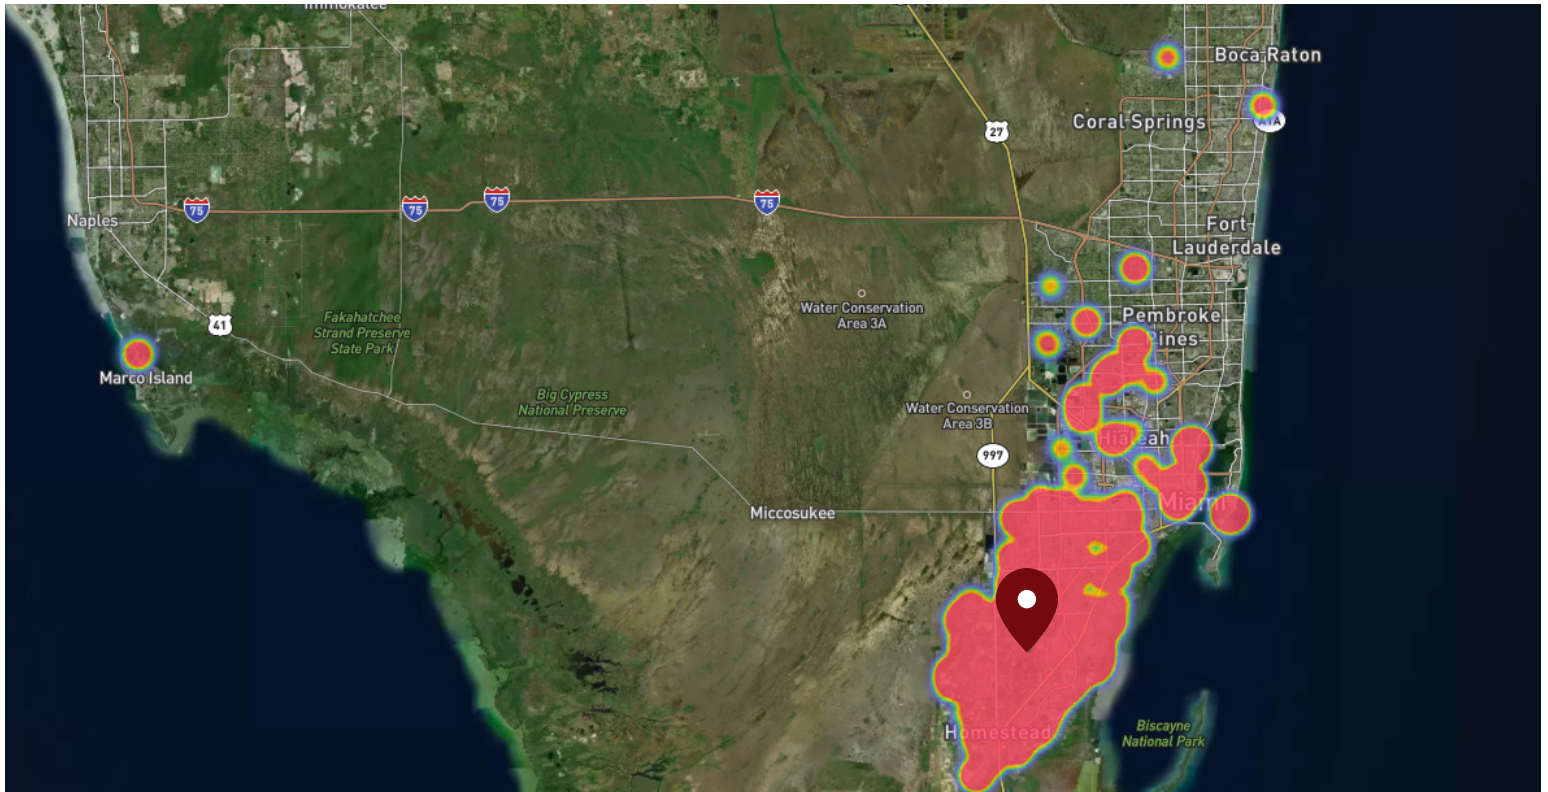 Immokalee
Boca Raton
A1A
Coral Springs
27
75
75
75
75
Naples
Fort
Lauderdale
Water Conservation
Area 3A
Fakahatchee
Strand Preserve
State Park
41
Pembroke
Pines
Marco Island
Big Cypress
National Preserve
Water Conservation
Area 3B
Hialeah
997
Miami
Miccosukee
Homestead
Biscayne
National Park